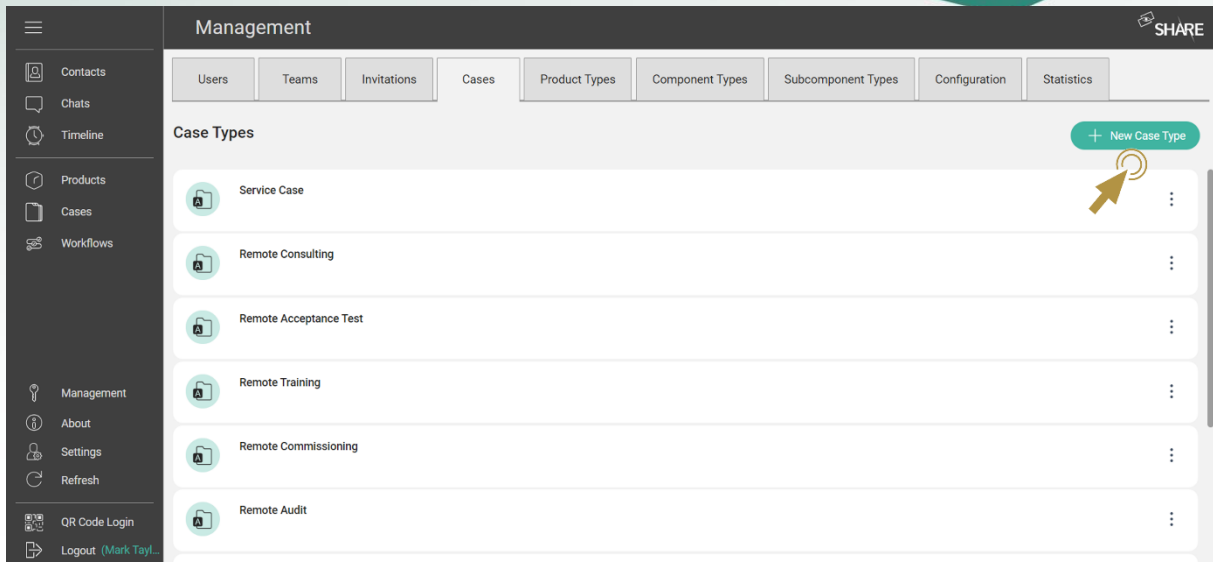 Management
SHARE
Contacts
Chats
Timeline
Products
Cases
Workflows
Management
About
Settings
Refresh
QR Code Login
Logout (Mark Tayl...
Users
Teams
Invitations
Cases
Product Types
Component Types
Subcomponent Types
Configuration
Statistics
Case Types
+ New Case Type
A
Service Case
A
Remote Consulting
A
Remote Acceptance Test
A
Remote Training
A
Remote Commissioning
A
Remote Audit